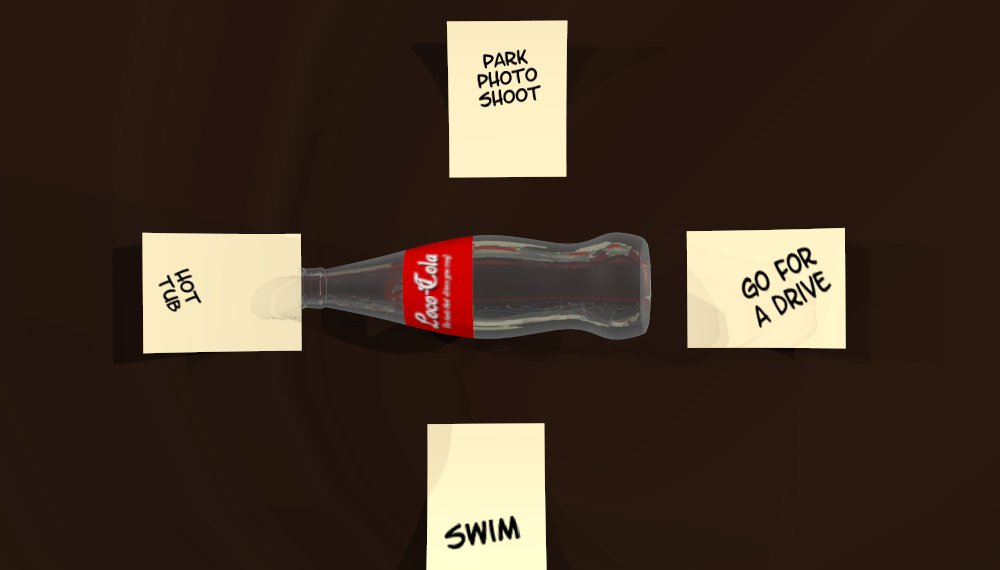 PARK
PHOTO
SHOOT
HOT
TUB
Loco-Cola
GO FOR
A DRIVE
SWIM